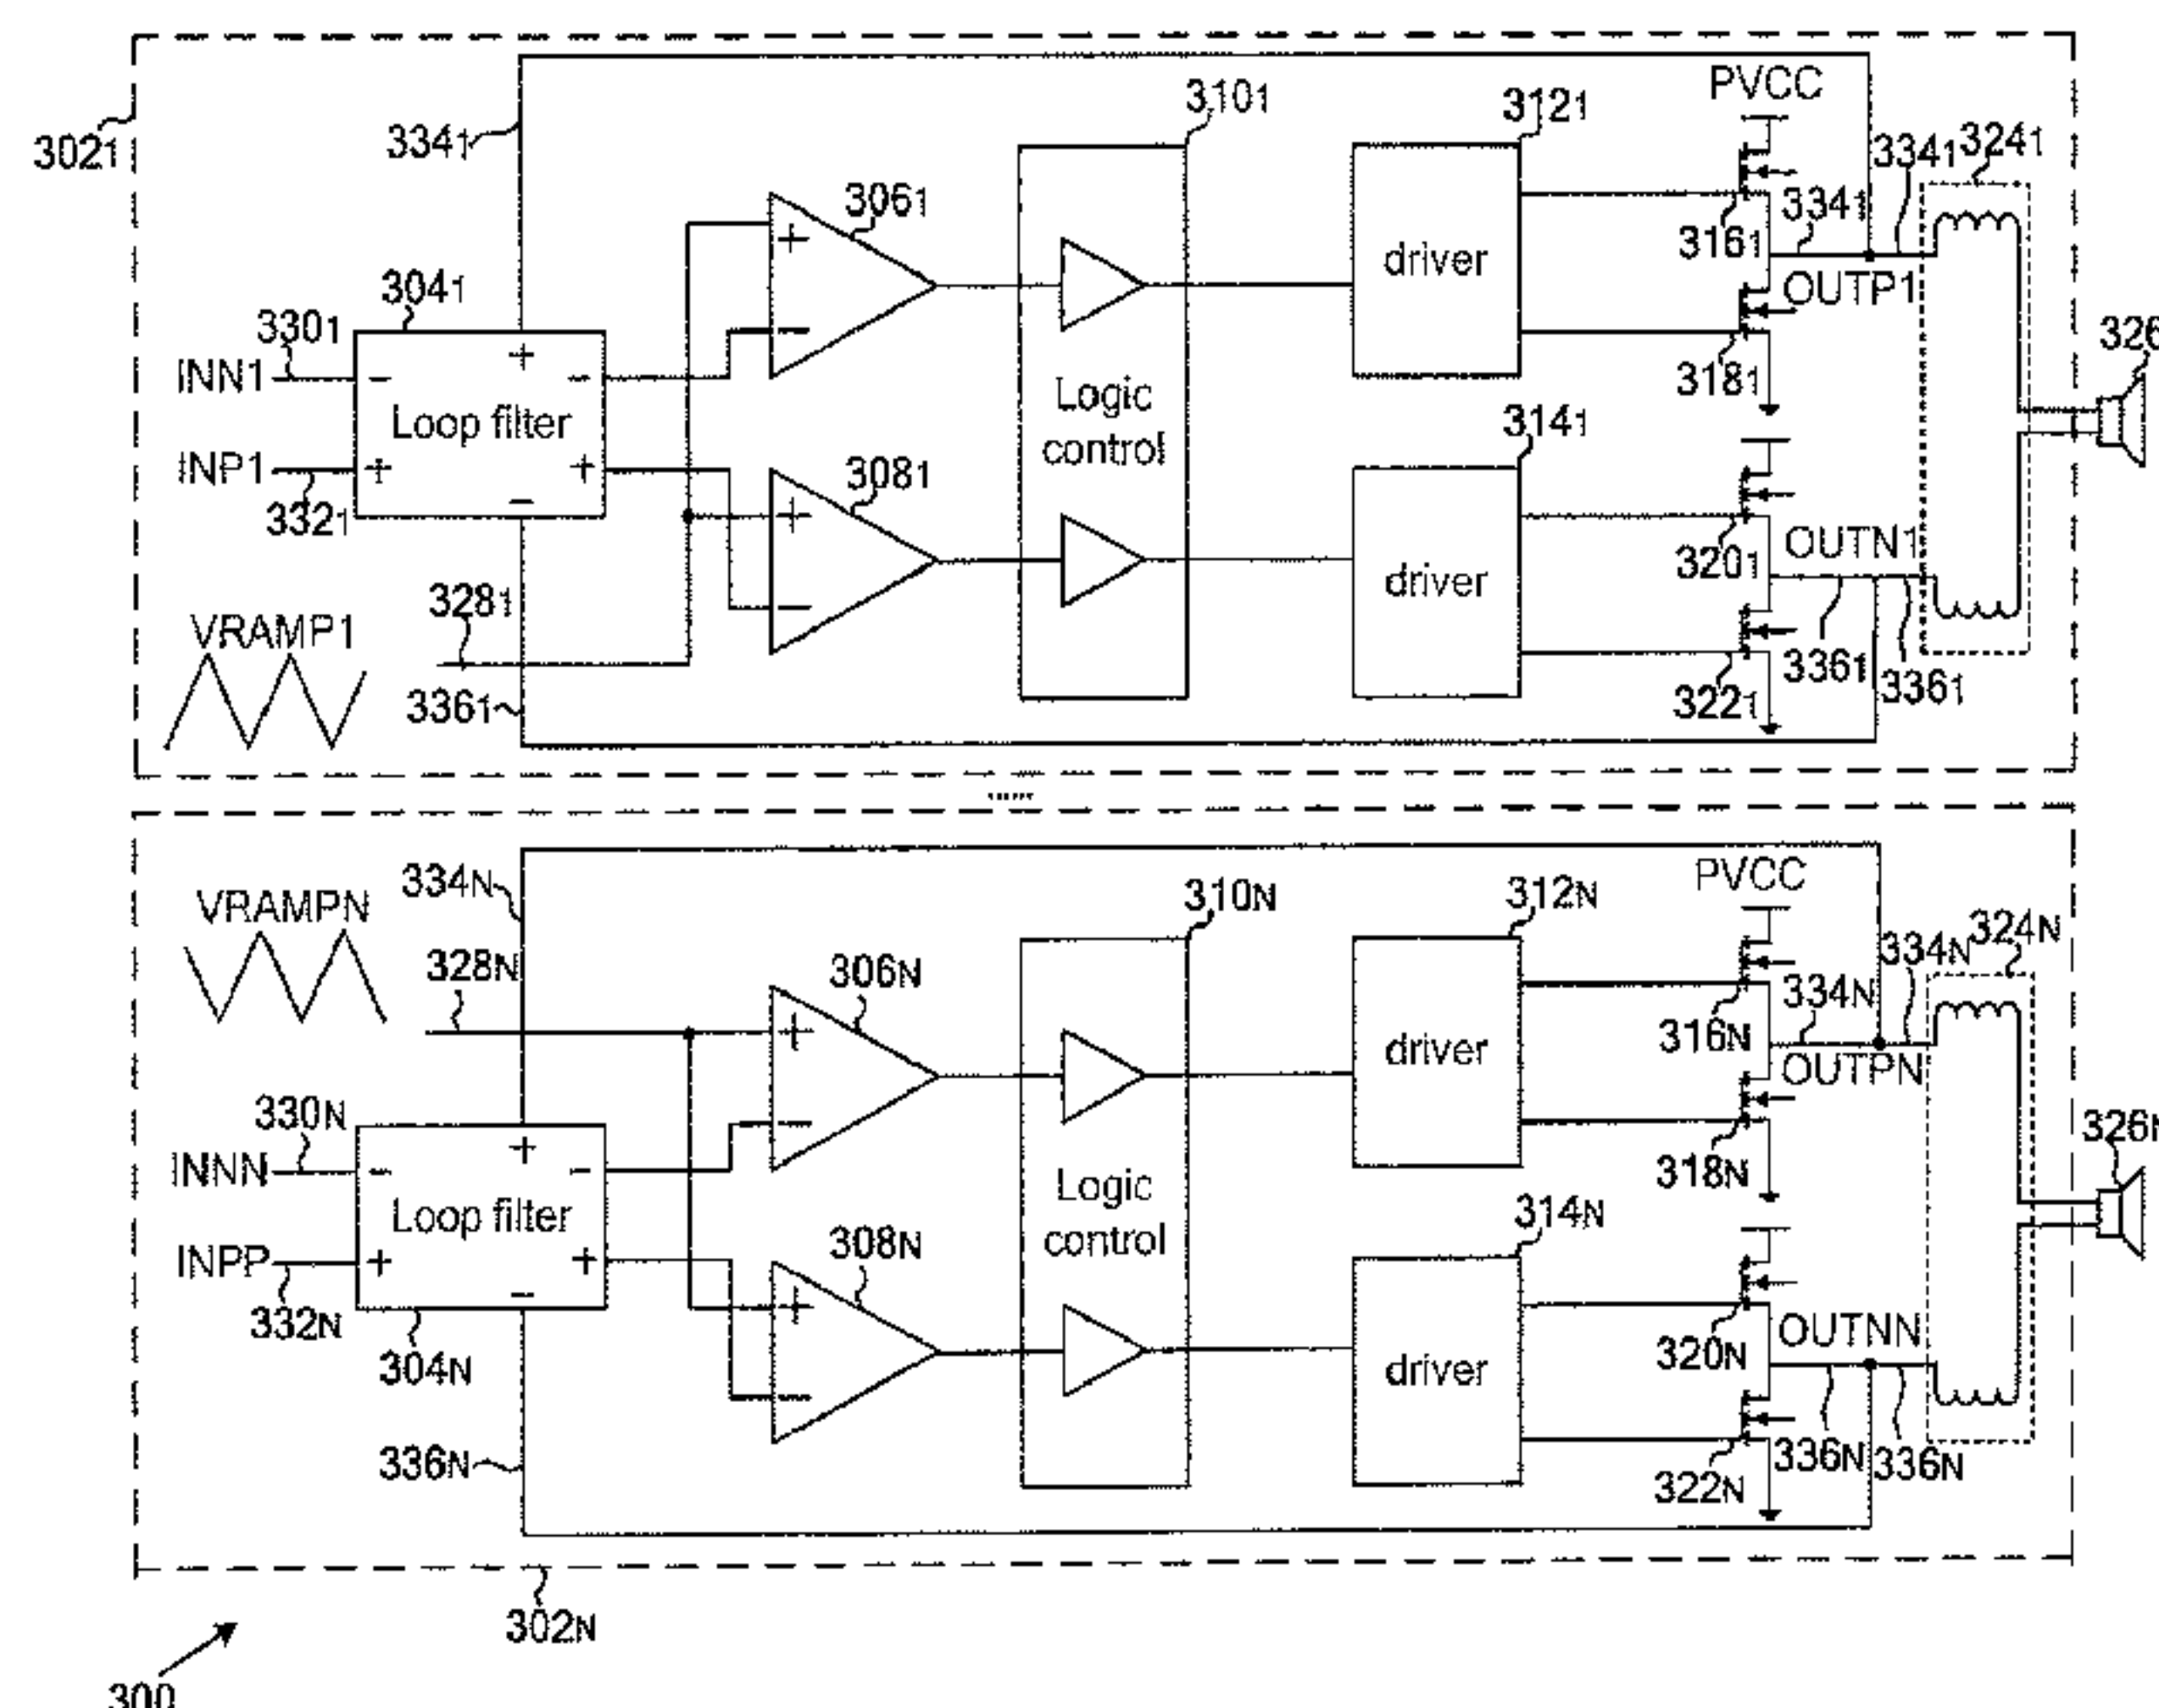 PVCC
302₁
334₁
310₁
312₁
334₁
324₁
306₁
334₁
316₁
driver
OUTP1
304₁
330₁
INN1
−
+
−
+
−
Loop filter
318₁
326
Logic
control
314₁
INP1
+
+
−
332₁
308₁
+
−
OUTN1
320₁
driver
328₁
VRAMP1
336₁
322₁
336₁
336₁
......
334N
VRAMPN
310N
312N
PVCC
324N
334N
328N
306N
334N
316N
+
−
driver
OUTPN
330N
INNN
−
+
−
326N
318N
Logic
control
Loop filter
314N
308N
INPP
+
+
−
332N
304N
+
−
OUTNN
320N
driver
336N
336N
336N
322N
302N
300